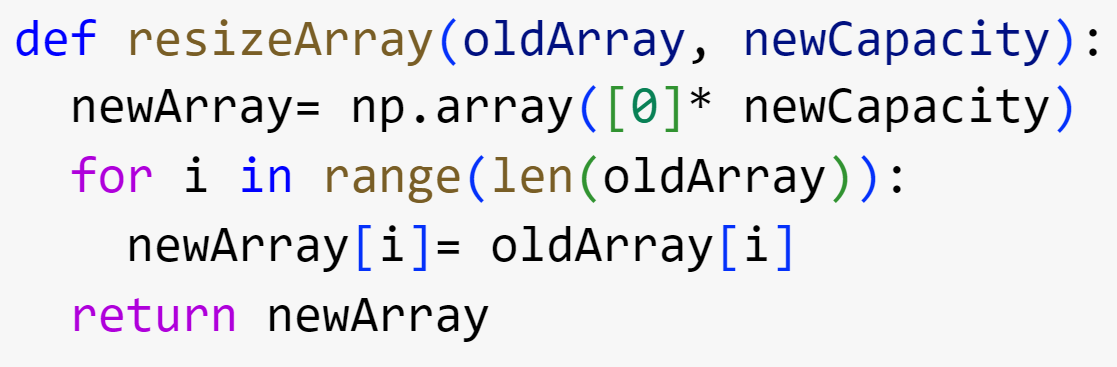 def resizeArray(oldArray, newCapacity):
  newArray= np.array([0]* newCapacity)
  for i in range(len(oldArray)):
    newArray[i]= oldArray[i]
  return newArray